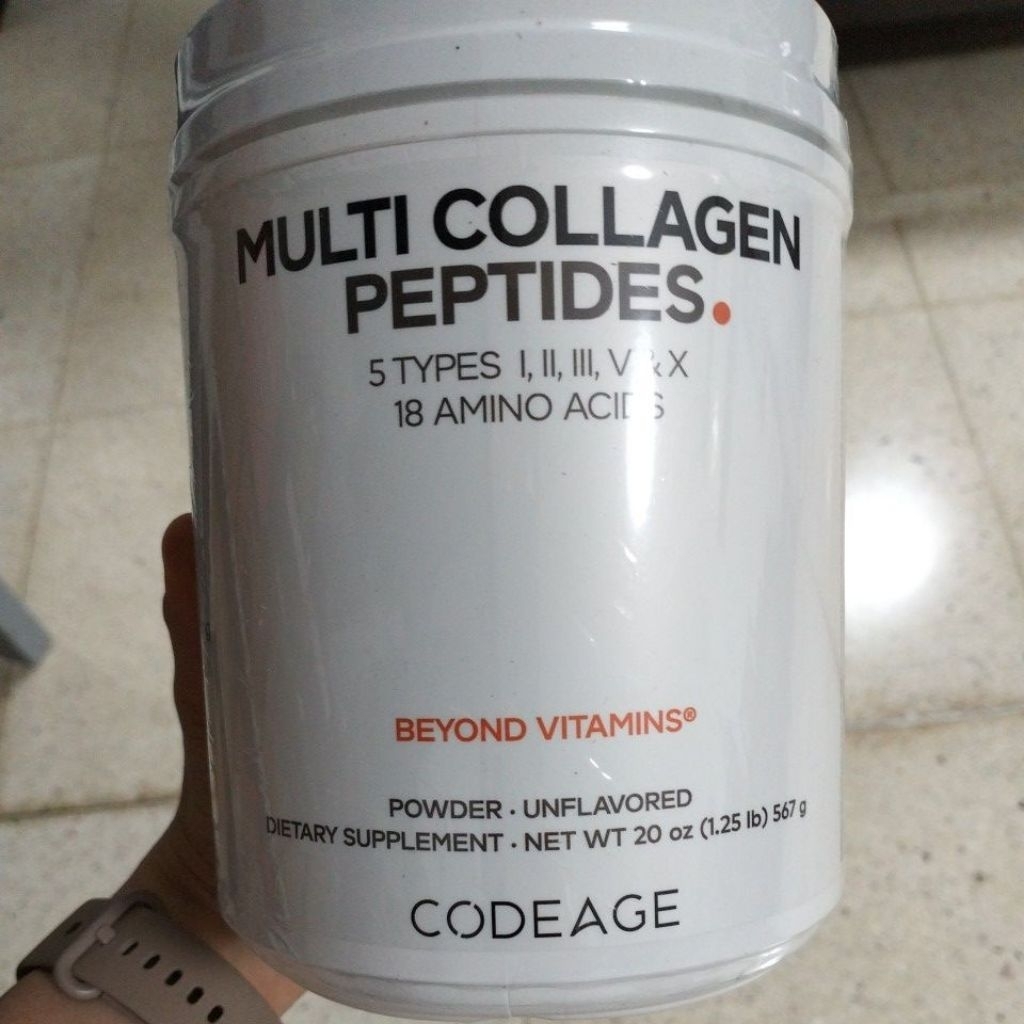 MULTI COLLAGEN
PEPTIDES.
5 TYPES I, II, III, V & X
18 AMINO ACIDS
BEYOND VITAMINS®
POWDER · UNFLAVORED
DIETARY SUPPLEMENT · NET WT 20 oz (1.25 lb) 567 g
CODEAGE